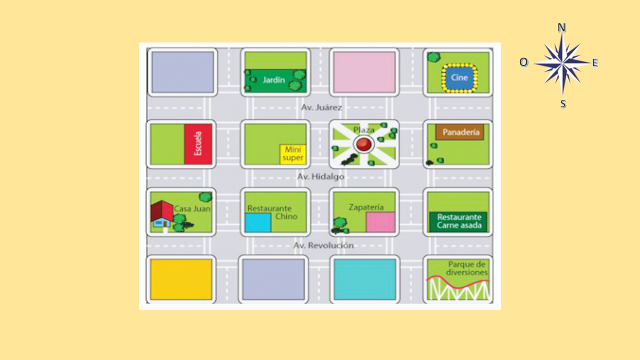 N
O E
S
Jardín
Cine
Av. Juárez
Escuela
Mini
super
Plaza
Panadería
Av. Hidalgo
Casa Juan
Restaurante
Chino
Zapatería
Restaurante
Carne asada
Av. Revolución
Parque de
diversiones